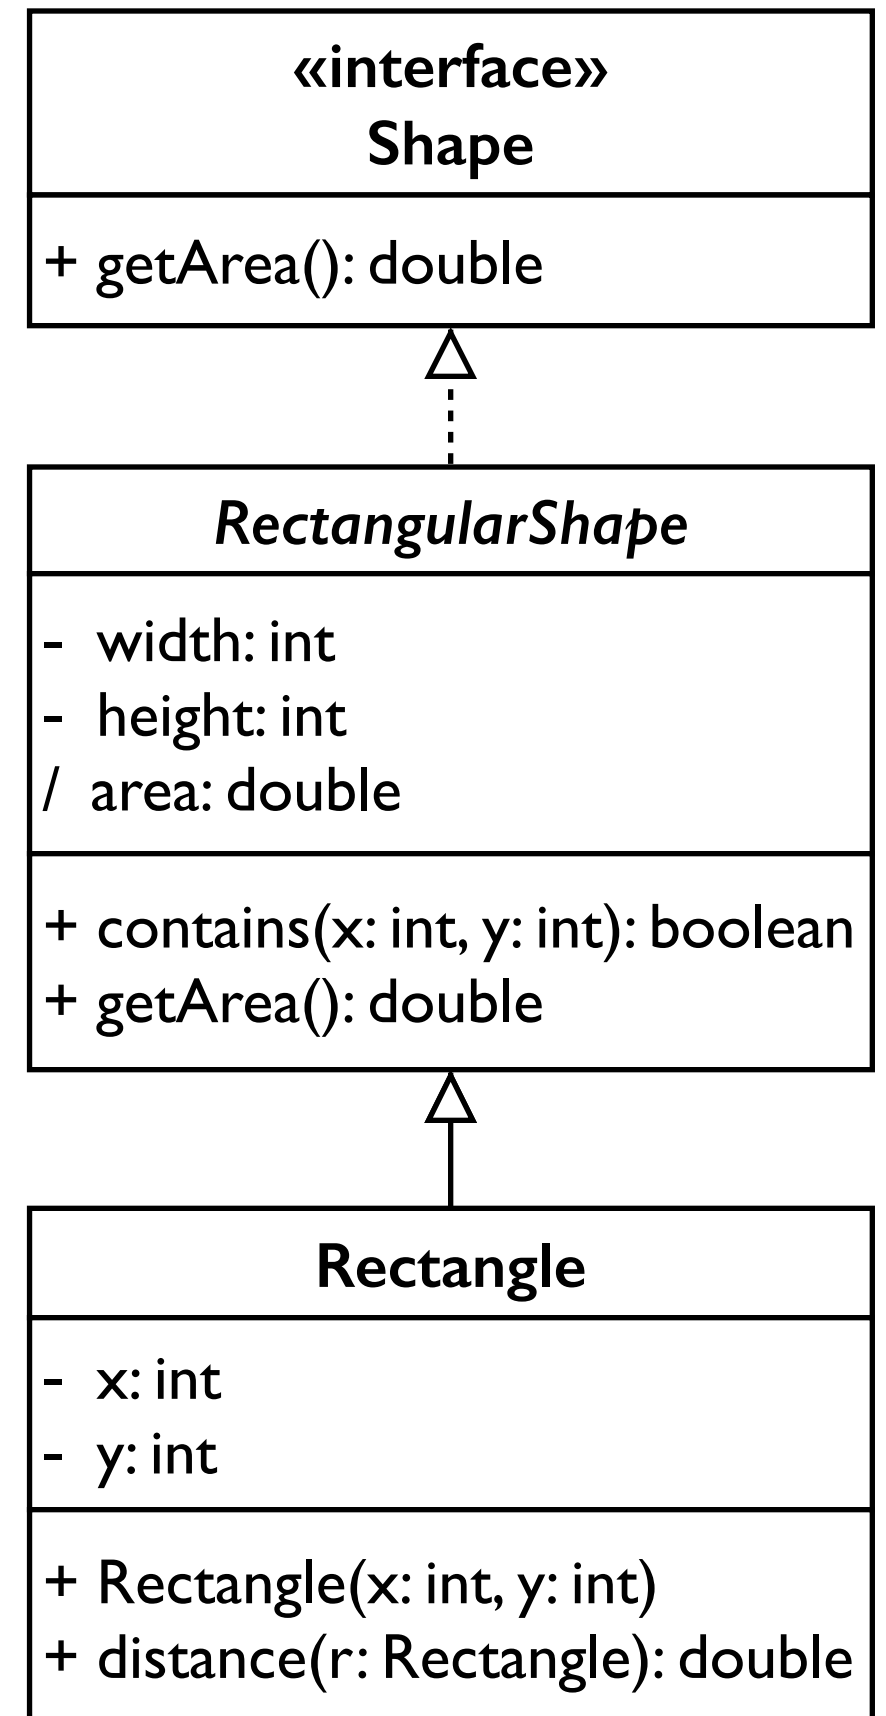 «interface»
Shape
+ getArea(): double
RectangularShape
- width: int
- height: int
/ area: double
+ contains(x: int, y: int): boolean
+ getArea(): double
Rectangle
- x: int
- y: int
+ Rectangle(x: int, y: int)
+ distance(r: Rectangle): double